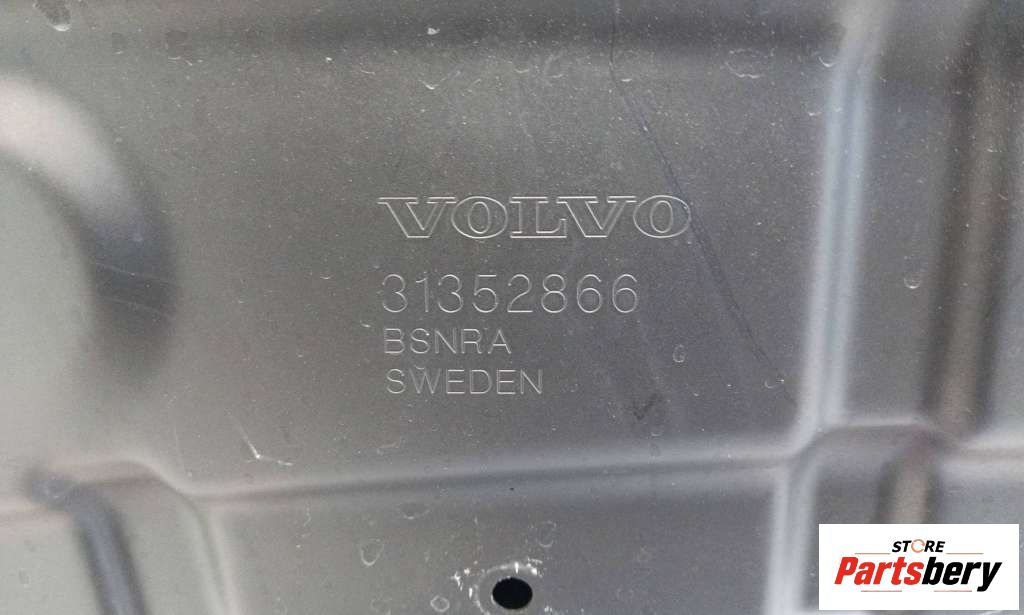 VOLVO
31352866
BSNRA
SWEDEN
STORE
Partsbery